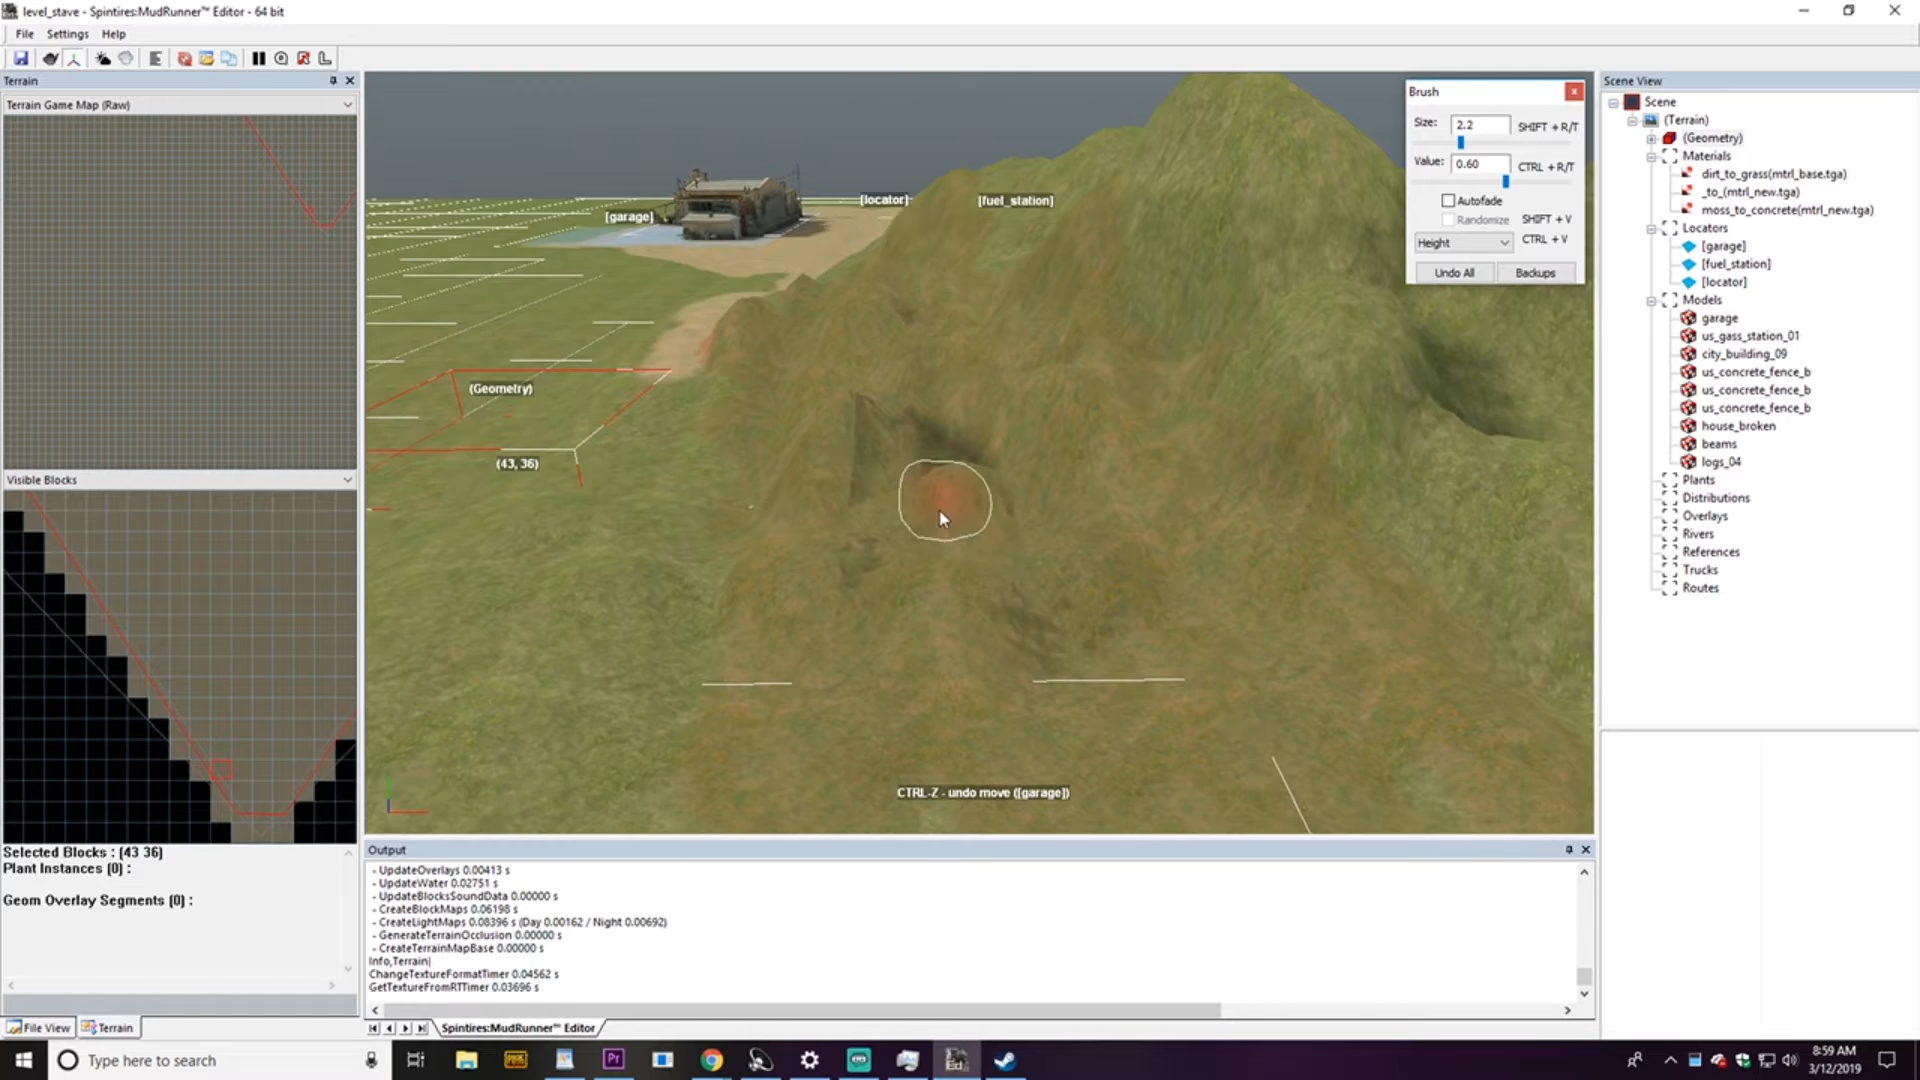 level_stave - Spintires:MudRunner™ Editor - 64 bit
File Settings Help
Terrain
Terrain Game Map (Raw)
Visible Blocks
Selected Blocks : [43 36]
Plant Instances [0] :
Geom Overlay Segments [0] :
File View
Terrain
[garage]
[locator]
[fuel_station]
(Geometry)
(43, 36)
CTRL-Z - undo move ([garage])
Brush
Size: 2.2 SHIFT + R/T
Value: 0.60 CTRL + R/T
Autofade
Randomize SHIFT + V
Height CTRL + V
Undo All Backups
Output
- UpdateOverlays 0.00413 s
- UpdateWater 0.02751 s
- UpdateBlocksSoundData 0.00000 s
- CreateBlockMaps 0.06198 s
- CreateLightMaps 0.08396 s (Day 0.00162 / Night 0.00692)
- GenerateTerrainOcclusion 0.00000 s
- CreateTerrainMapBase 0.00000 s
Info,Terrain|
ChangeTextureFormatTimer 0.04562 s
GetTextureFromRTTimer 0.03696 s
Spintires:MudRunner™ Editor
Scene View
Scene
(Terrain)
(Geometry)
Materials
dirt_to_grass(mtrl_base.tga)
_to_(mtrl_new.tga)
moss_to_concrete(mtrl_new.tga)
Locators
[garage]
[fuel_station]
[locator]
Models
garage
us_gass_station_01
city_building_09
us_concrete_fence_b
us_concrete_fence_b
us_concrete_fence_b
house_broken
beams
logs_04
Plants
Distributions
Overlays
Rivers
References
Trucks
Routes
Type here to search
Pr
Ed
8:59 AM
3/12/2019